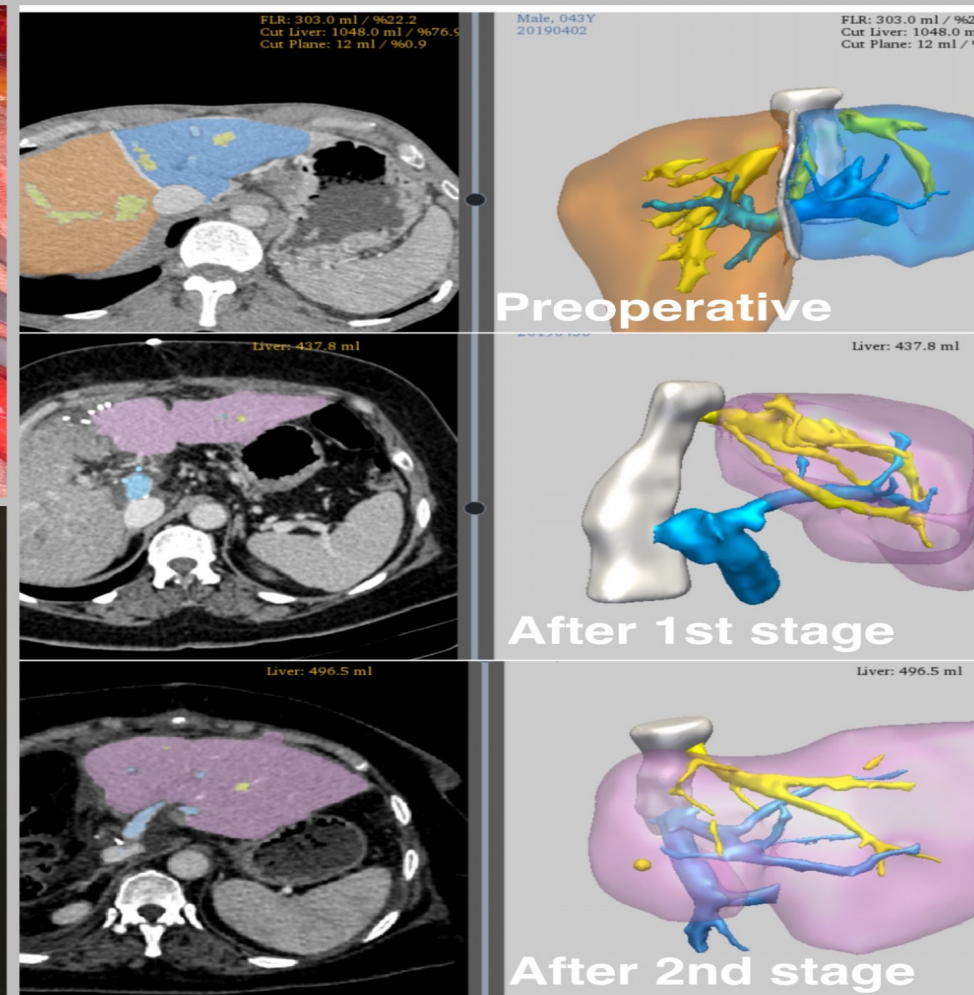 FLR: 303.0 ml / %22.2
Cut Liver: 1048.0 ml / %76.9
Cut Plane: 12 ml / %0.9
Male, 043Y
20190402
FLR: 303.0 ml / %2
Cut Liver: 1048.0 m
Cut Plane: 12 ml /
Preoperative
Liver: 437.8 ml
Liver: 437.8 ml
After 1st stage
Liver: 496.5 ml
Liver: 496.5 ml
After 2nd stage